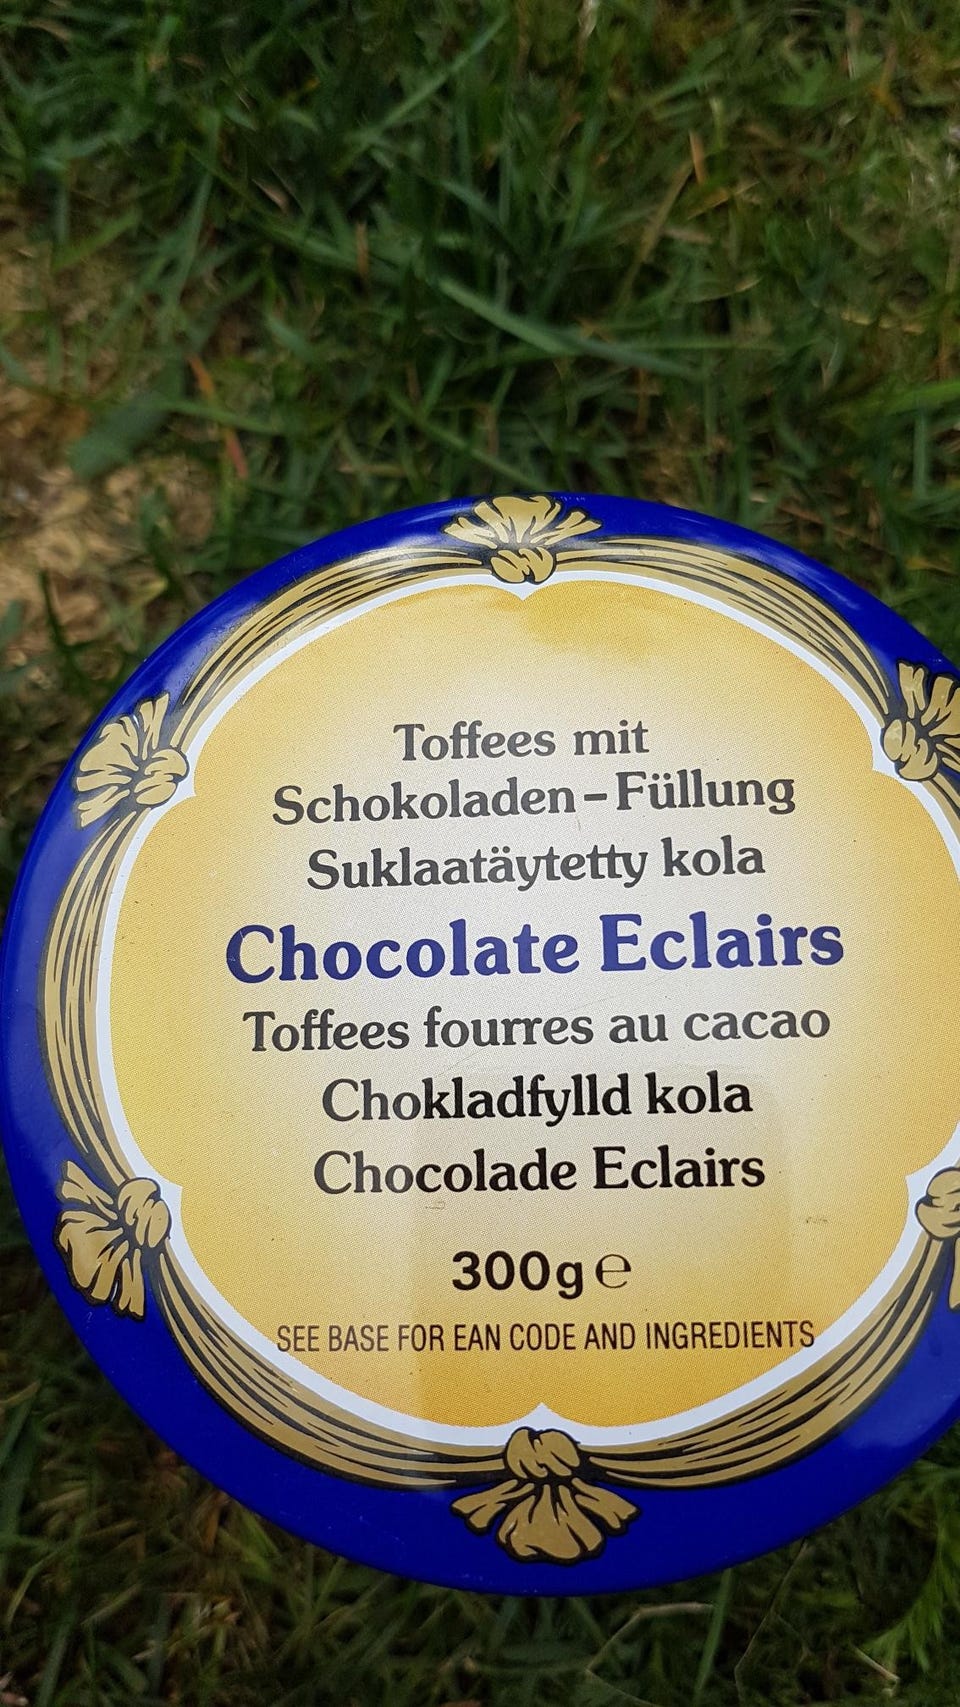 Toffees mit
Schokoladen-Füllung
Suklaatäytetty kola
Chocolate Eclairs
Toffees fourres au cacao
Chokladfylld kola
Chocolade Eclairs
300g ℮
SEE BASE FOR EAN CODE AND INGREDIENTS